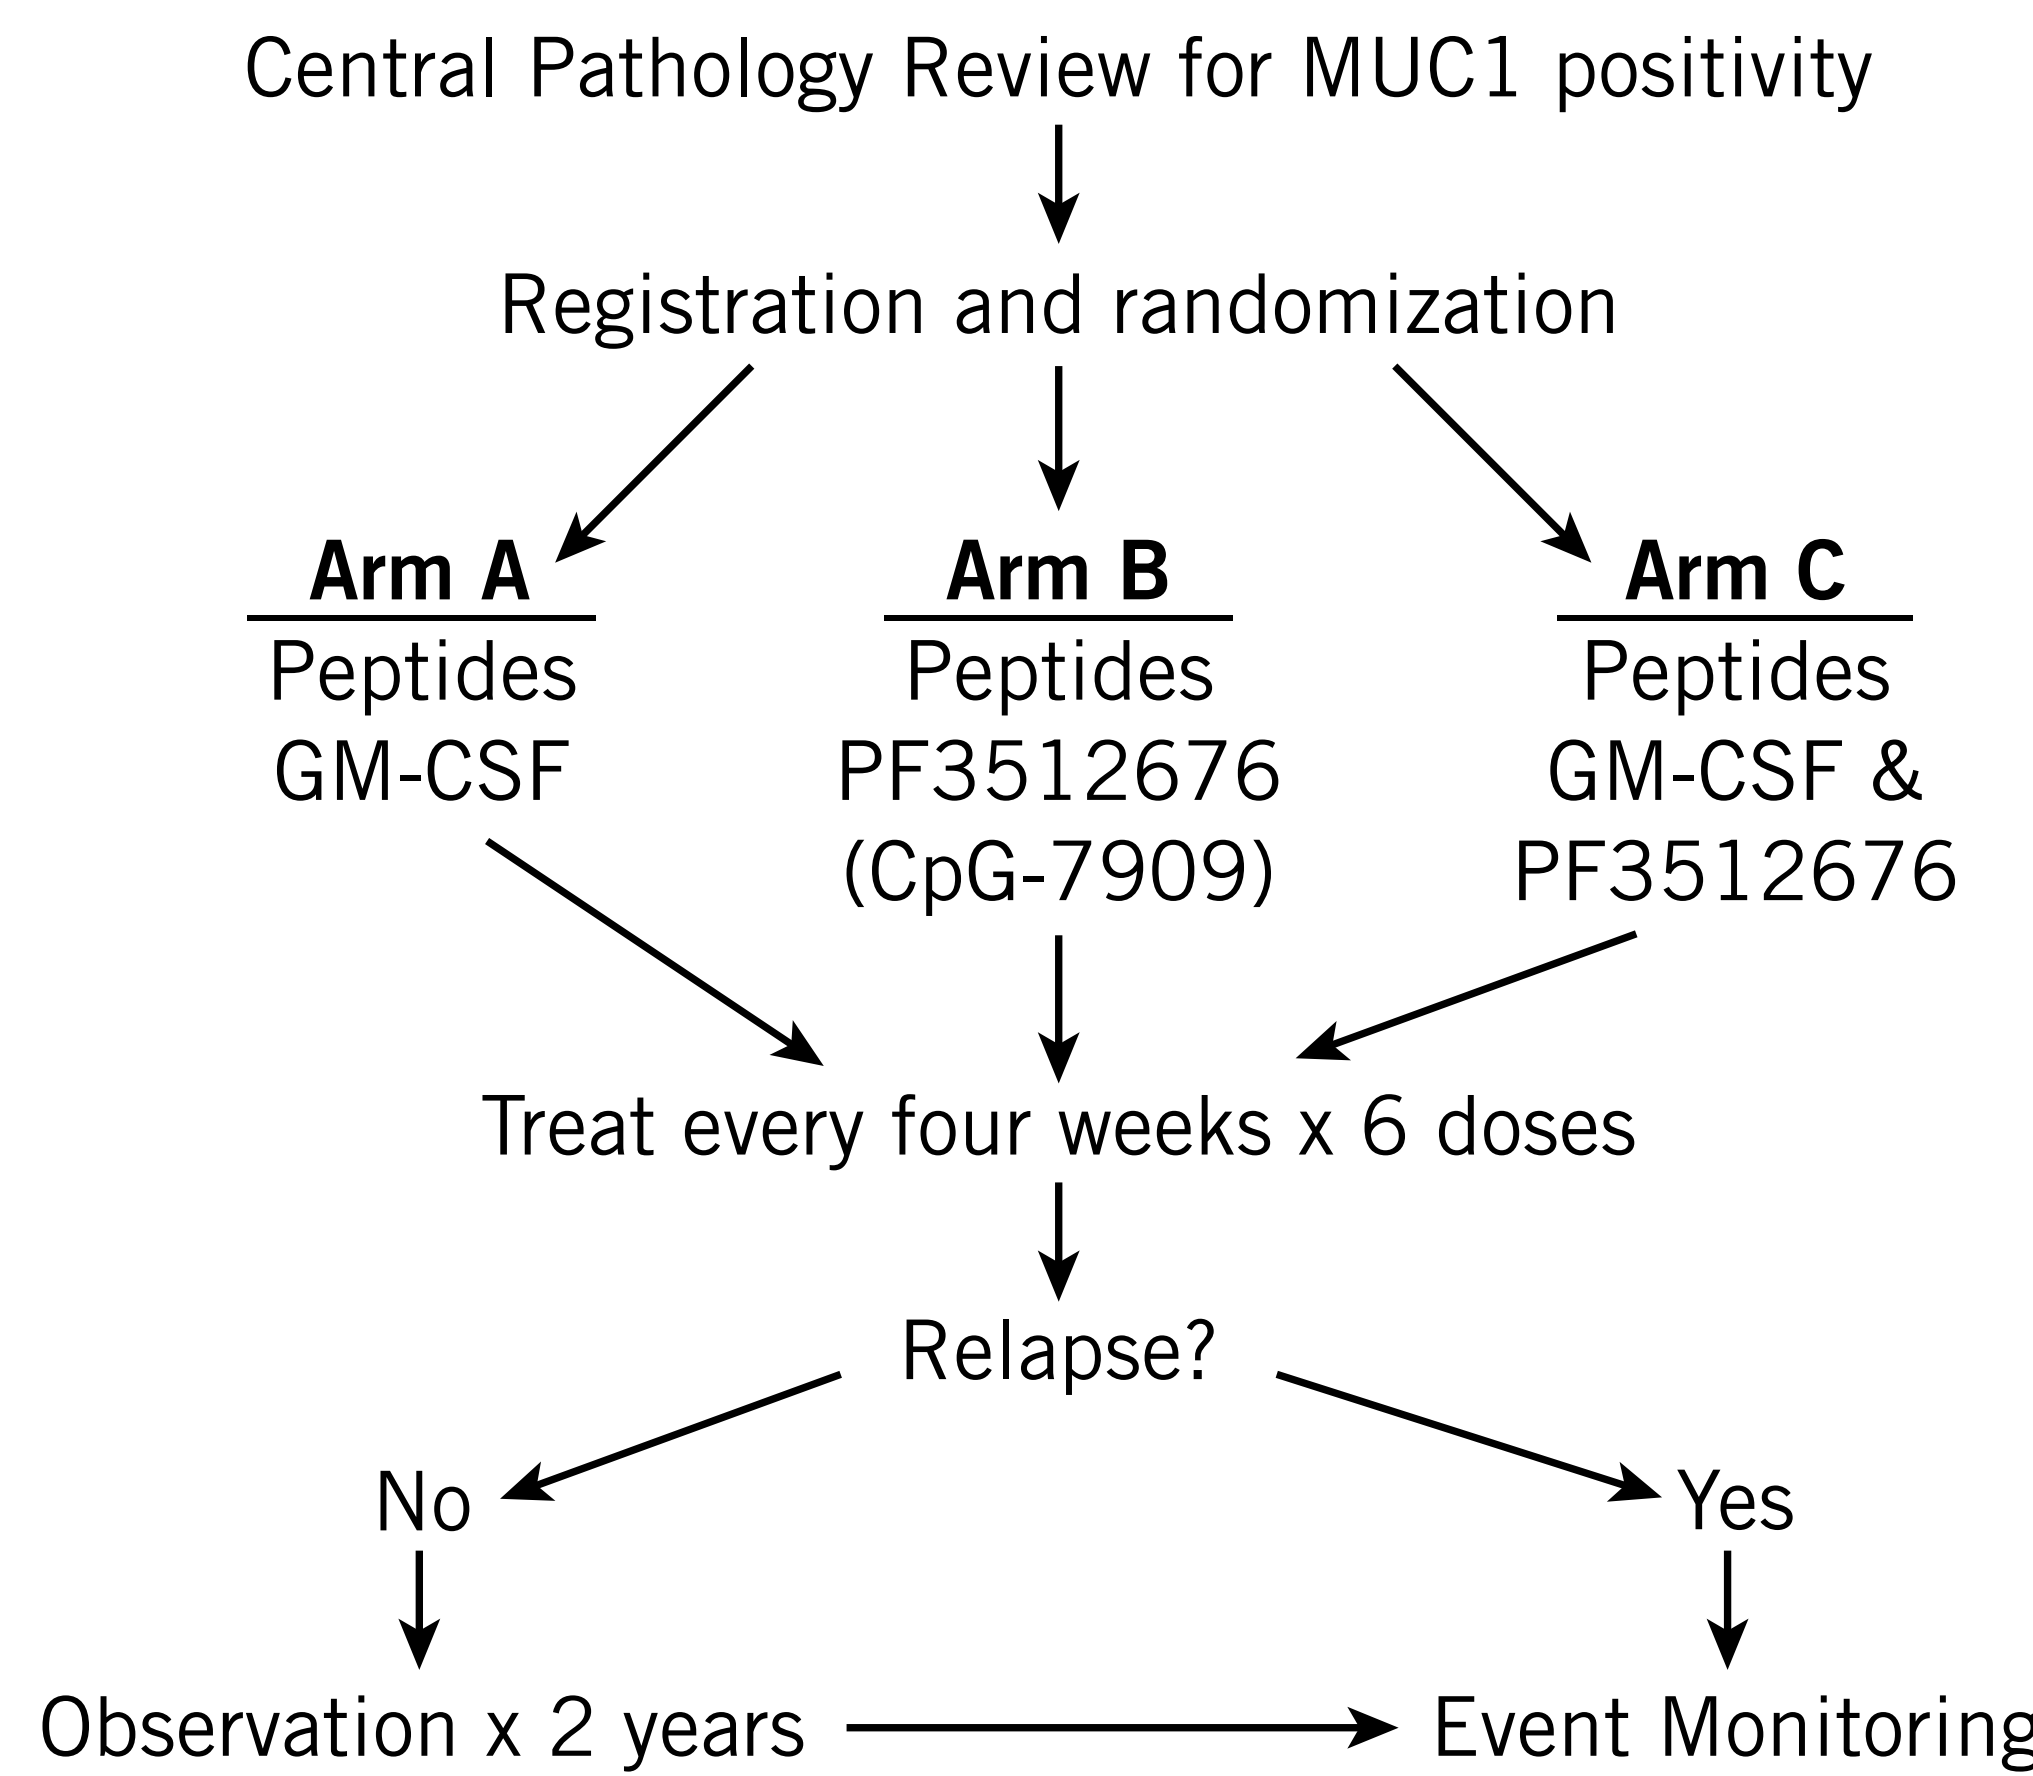 Central Pathology Review for MUC1 positivity
Registration and randomization
Arm A
Peptides
GM-CSF
Arm B
Peptides
PF3512676
(CpG-7909)
Arm C
Peptides
GM-CSF &
PF3512676
Treat every four weeks x 6 doses
Relapse?
No
Yes
Observation x 2 years
Event Monitoring